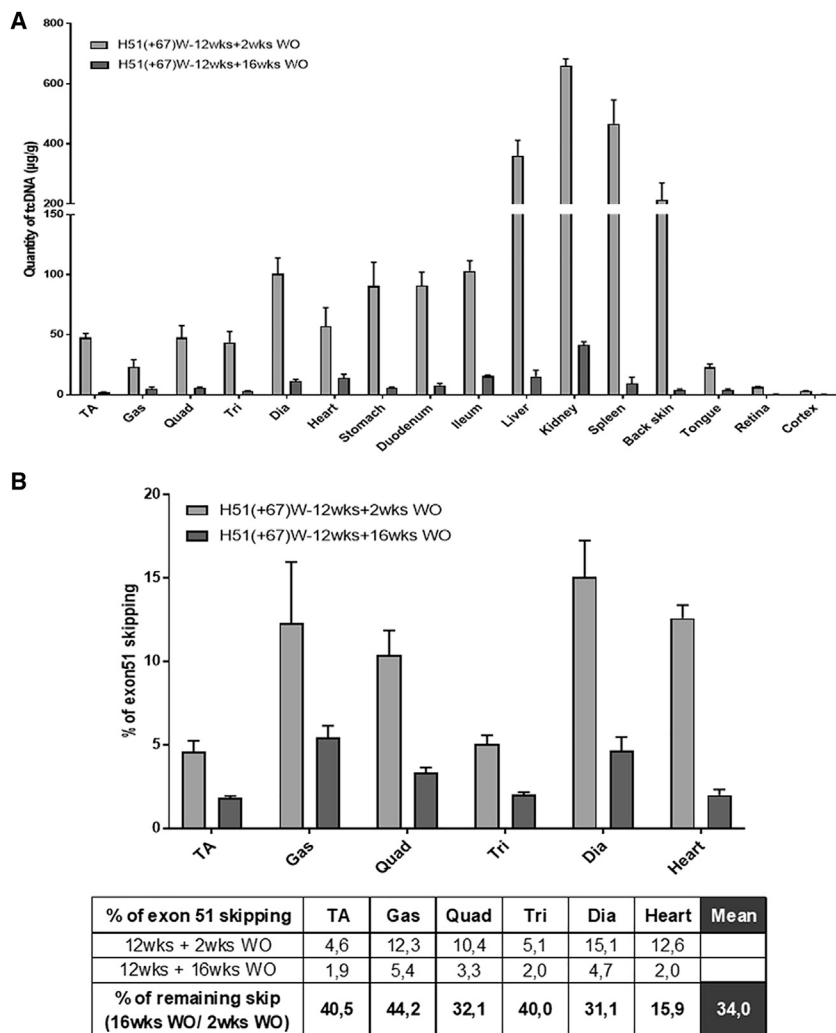 A
H51(+67)W-12wks+2wks WO
H51(+67)W-12wks+16wks WO
Quantity of tcDNA (µg/g)
800
600
400
200
150
100
50
0
TA Gas Quad Tri Dia Heart Stomach Duodenum Ileum Liver Kidney Spleen Back skin Tongue Retina Cortex
B
H51(+67)W-12wks+2wks WO
H51(+67)W-12wks+16wks WO
% of exon51 skipping
20
15
10
5
0
TA Gas Quad Tri Dia Heart
% of exon 51 skipping TA Gas Quad Tri Dia Heart Mean
12wks + 2wks WO 4,6 12,3 10,4 5,1 15,1 12,6
12wks + 16wks WO 1,9 5,4 3,3 2,0 4,7 2,0
% of remaining skip
(16wks WO/ 2wks WO) 40,5 44,2 32,1 40,0 31,1 15,9 34,0